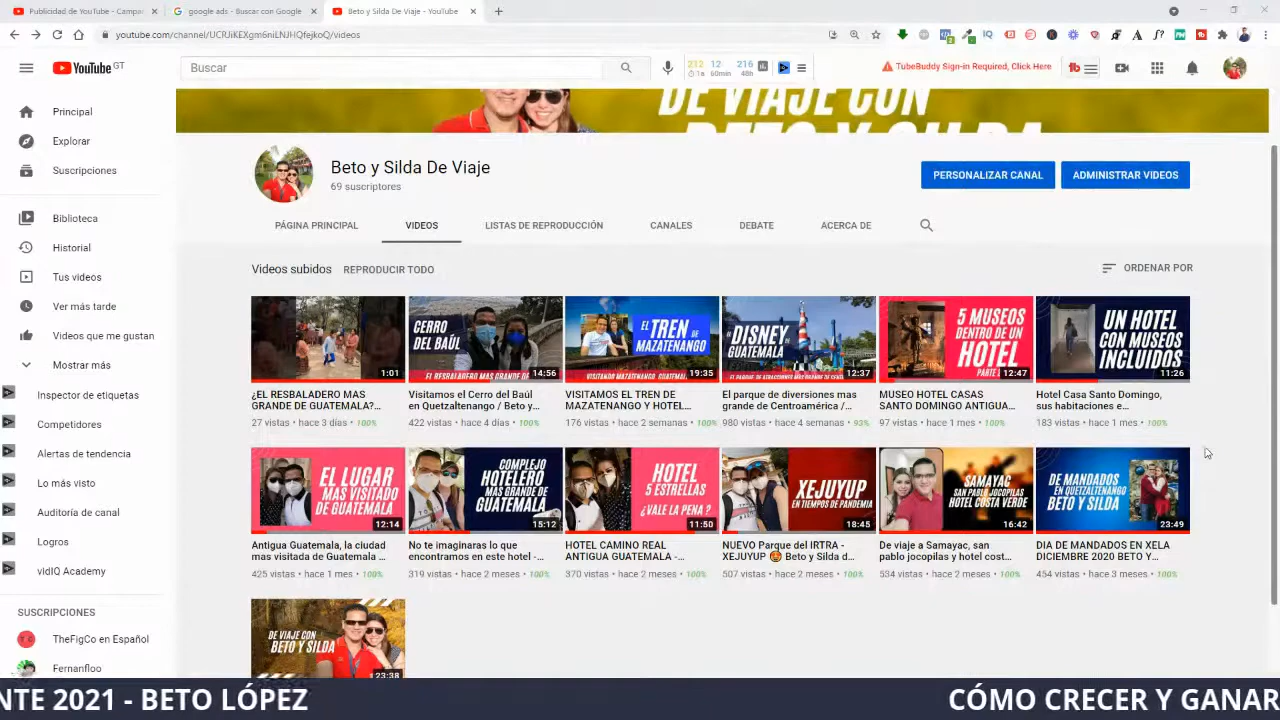 Publicidad de YouTube - Campa
google ads - Buscar con Google
Beto y Silda De Viaje - YouTube
youtube.com/channel/UCRJiKEXgm6niLNJHQfejkoQ/videos
YouTube GT
Buscar
212 12 216
1s 60min 48h
TubeBuddy Sign-in Required, Click Here
DE VIAJE CON
Beto y Silda De Viaje
69 suscriptores
PERSONALIZAR CANAL
ADMINISTRAR VIDEOS
PÁGINA PRINCIPAL
VIDEOS
LISTAS DE REPRODUCCIÓN
CANALES
DEBATE
ACERCA DE
Principal
Explorar
Suscripciones
Biblioteca
Historial
Tus videos
Ver más tarde
Videos que me gustan
Mostrar más
Inspector de etiquetas
Competidores
Alertas de tendencia
Lo más visto
Auditoría de canal
Logros
vidIQ Academy
SUSCRIPCIONES
TheFigCo en Español
Fernanfloo
Videos subidos
REPRODUCIR TODO
ORDENAR POR
1:01
¿EL RESBALADERO MAS
GRANDE DE GUATEMALA?...
27 vistas • hace 3 días • 100%
CERRO
DEL BAÚL
14:56
Visitamos el Cerro del Baúl
en Quetzaltenango / Beto y...
422 vistas • hace 4 días • 100%
EL TREN DE
MAZATENANGO
19:35
VISITAMOS EL TREN DE
MAZATENANGO Y HOTEL...
176 vistas • hace 2 semanas • 100%
DISNEY DE
GUATEMALA
12:37
El parque de diversiones mas
grande de Centroamérica /...
980 vistas • hace 4 semanas • 93%
5 MUSEOS
DENTRO DE UN
HOTEL
12:47
MUSEO HOTEL CASAS
SANTO DOMINGO ANTIGUA...
97 vistas • hace 1 mes • 100%
UN HOTEL
CON MUSEOS
INCLUIDOS
11:26
Hotel Casa Santo Domingo,
sus habitaciones e...
183 vistas • hace 1 mes • 100%
EL LUGAR
MAS VISITADO
DE GUATEMALA
12:14
Antigua Guatemala, la ciudad
mas visitada de Guatemala ...
425 vistas • hace 1 mes • 100%
COMPLEJO
HOTELERO
MAS GRANDE DE
GUATEMALA
15:12
No te imaginaras lo que
encontramos en este hotel -...
319 vistas • hace 2 meses • 100%
HOTEL
5 ESTRELLAS
¿VALE LA PENA ?
11:50
HOTEL CAMINO REAL
ANTIGUA GUATEMALA -...
370 vistas • hace 2 meses • 100%
XEJUYUP
EN TIEMPOS DE PANDEMIA
18:45
NUEVO Parque del IRTRA -
XEJUYUP 🤩 Beto y Silda d...
507 vistas • hace 2 meses • 100%
SAMAYAC
SAN PABLO JOCOPILAS
HOTEL COSTA VERDE
16:42
De viaje a Samayac, san
pablo jocopilas y hotel cost...
534 vistas • hace 2 meses • 100%
DE MANDADOS
EN QUETZALTENANGO
BETO Y SILDA
23:49
DIA DE MANDADOS EN XELA
DICIEMBRE 2020 BETO Y...
454 vistas • hace 3 meses • 100%
DE VIAJE CON
BETO Y SILDA
23:38
NTE 2021 - BETO LÓPEZ
CÓMO CRECER Y GANAR